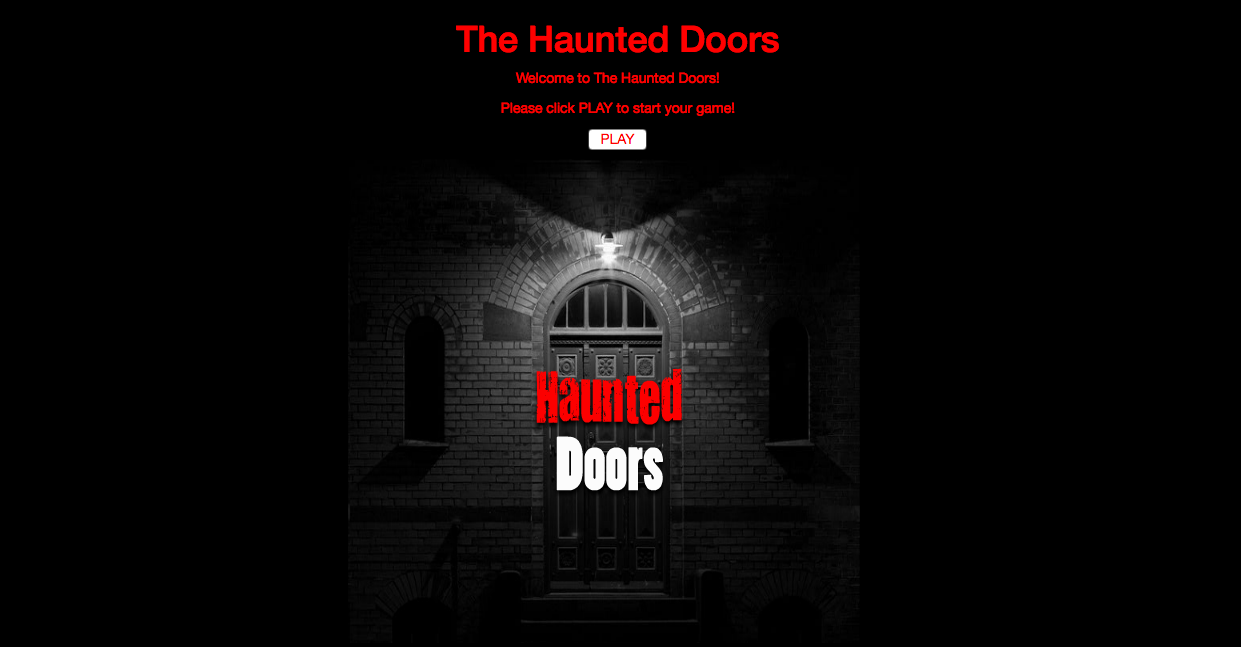 The Haunted Doors
Welcome to The Haunted Doors!
Please click PLAY to start your game!
PLAY
Haunted
Doors